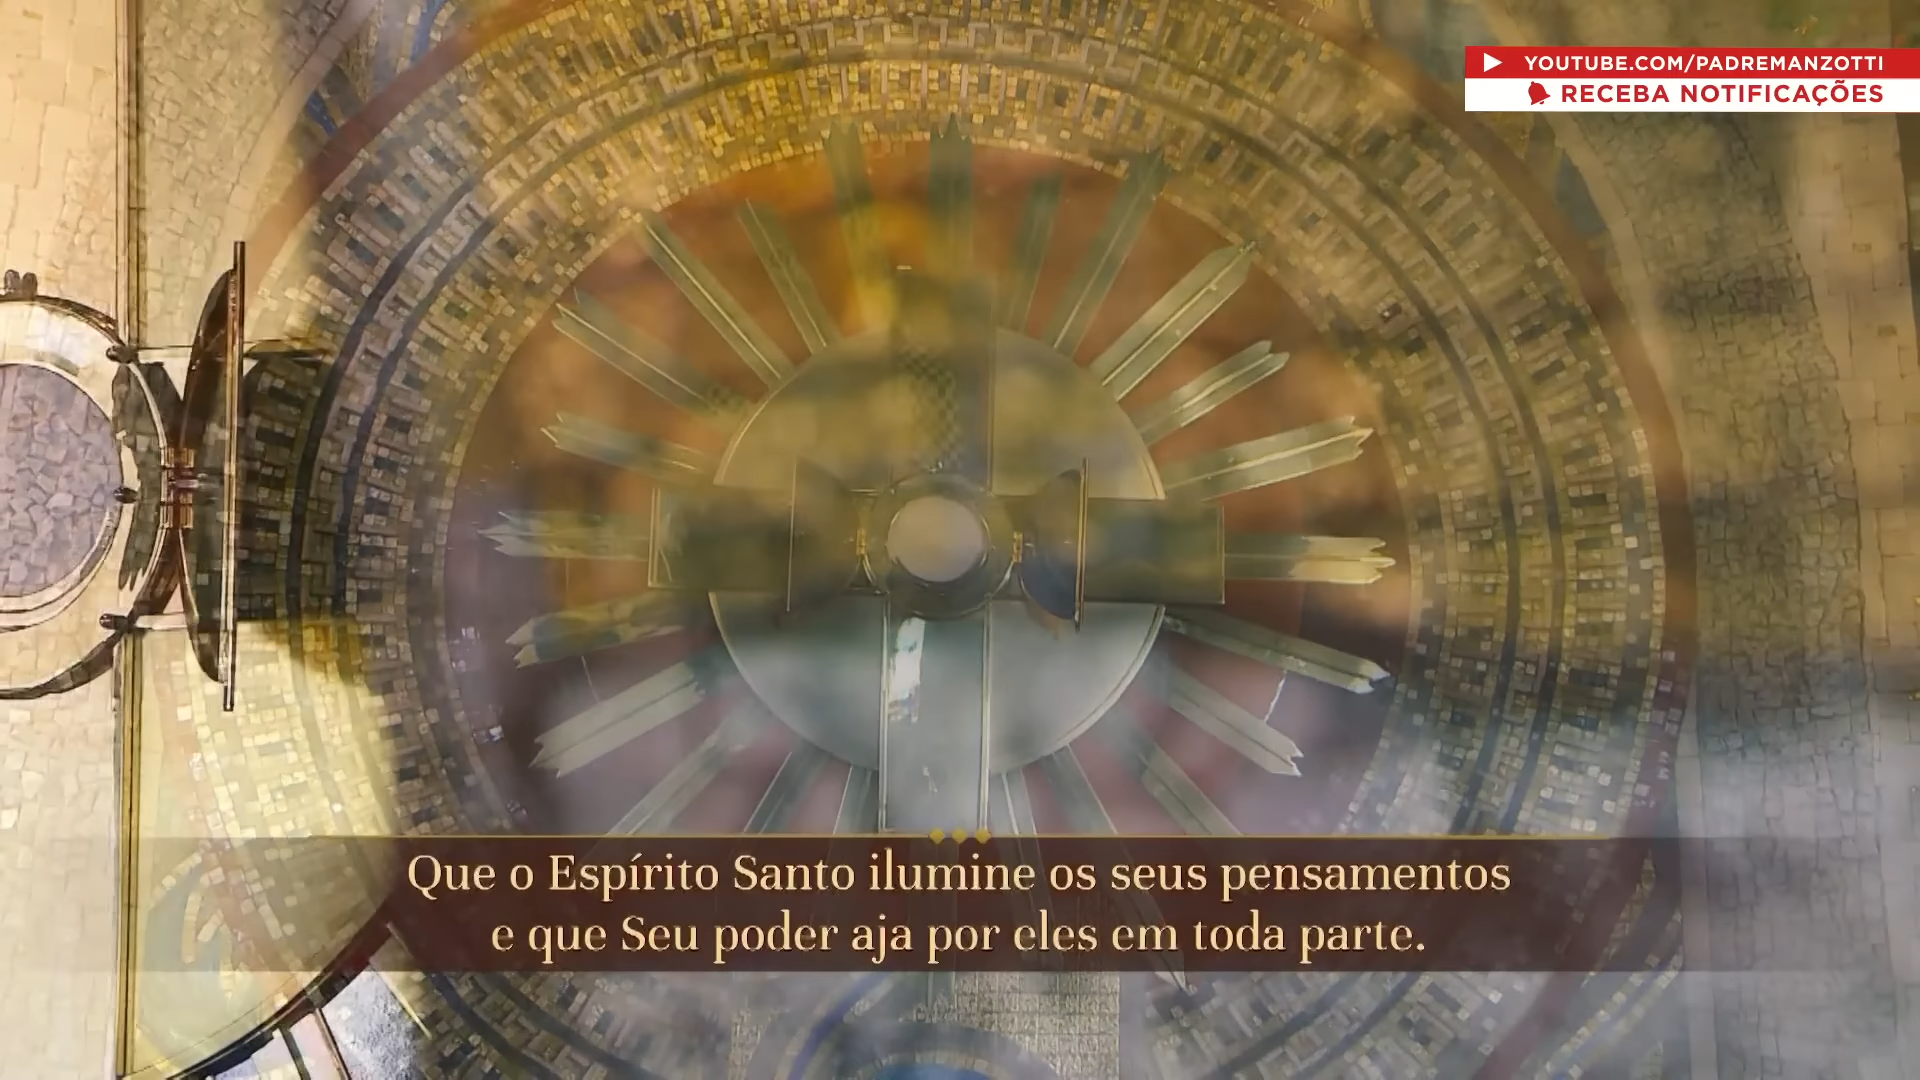 YOUTUBE.COM/PADREMANZOTTI
RECEBA NOTIFICAÇÕES
Que o Espírito Santo ilumine os seus pensamentos
e que Seu poder aja por eles em toda parte.